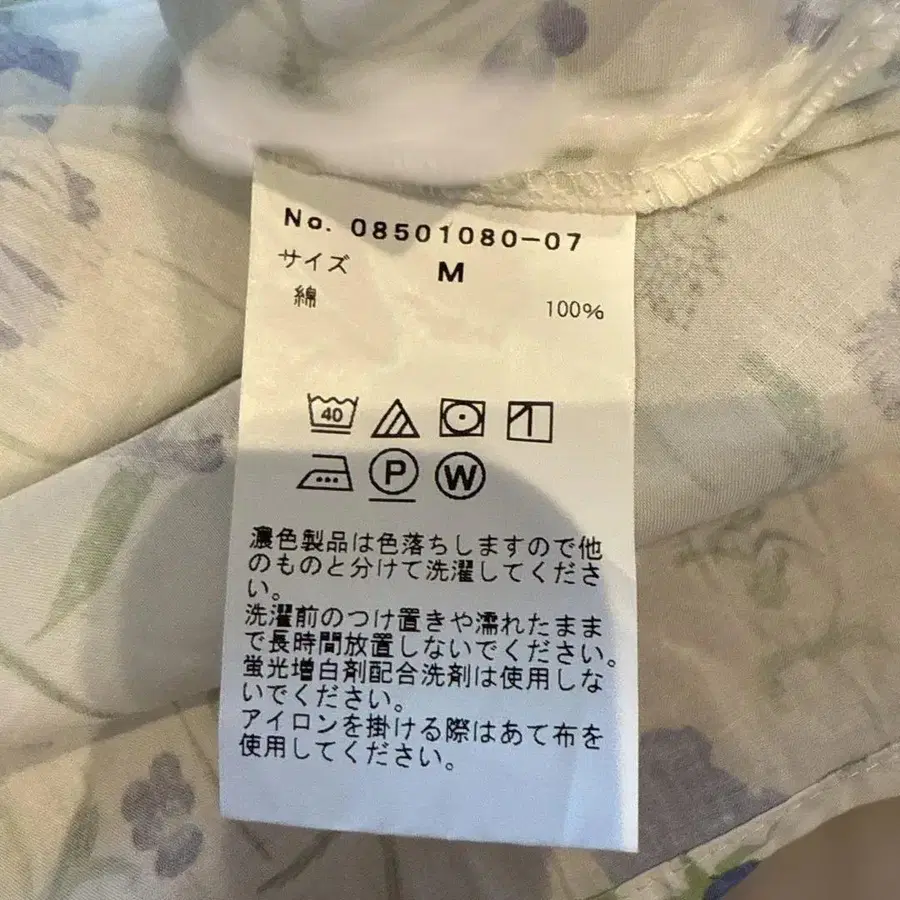 No. 08501080-07
サイズ M
綿 100%
40
P W
濃色製品は色落ちしますので他
のものと分けて洗濯してくださ
い。
洗濯前のつけ置きや濡れたまま
で長時間放置しないでください。
蛍光増白剤配合洗剤は使用しな
いでください。
アイロンを掛ける際はあて布を
使用してください。